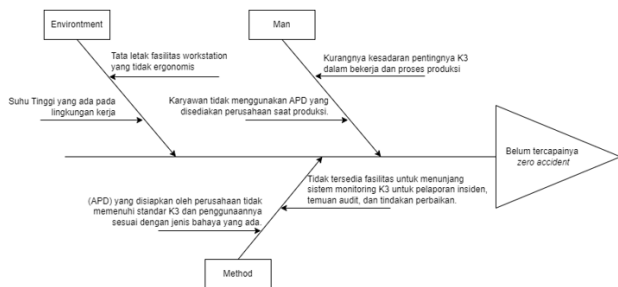 Environtment
Man
Tata letak fasilitas workstation
yang tidak ergonomis
Kurangnya kesadaran pentingnya K3
dalam bekerja dan proses produksi
Suhu Tinggi yang ada pada
lingkungan kerja
Karyawan tidak menggunakan APD yang
disediakan perusahaan saat produksi.
Belum tercapainya
zero accident
Tidak tersedia fasilitas untuk menunjang
sistem monitoring K3 untuk pelaporan insiden,
temuan audit, dan tindakan perbaikan.
(APD) yang disiapkan oleh perusahaan tidak
memenuhi standar K3 dan penggunaannya
sesuai dengan jenis bahaya yang ada.
Method